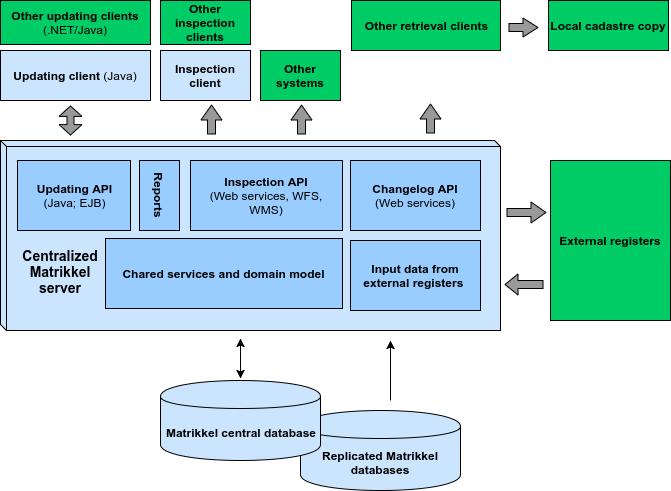 Other updating clients
(.NET/Java)
Other
inspection
clients
Other retrieval clients
Local cadastre copy
Updating client (Java)
Inspection
client
Other
systems
Updating API
(Java; EJB)
Reports
Inspection API
(Web services, WFS,
WMS)
Changelog API
(Web services)
External registers
Centralized
Matrikkel
server
Chared services and domain model
Input data from
external registers
Matrikkel central database
Replicated Matrikkel
databases